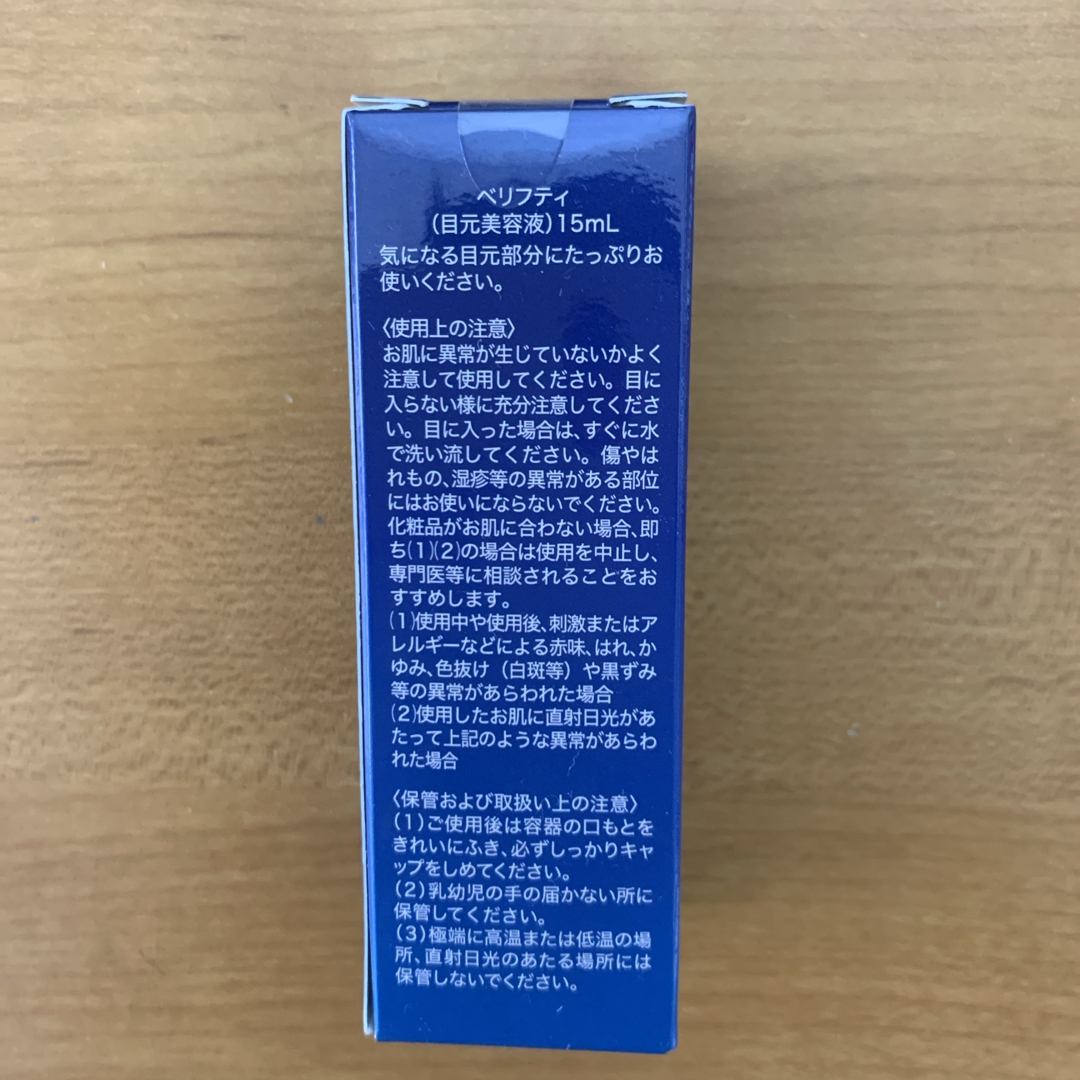 ベリフティ
(目元美容液)15mL
気になる目元部分にたっぷりお
使いください。
〈使用上の注意〉
お肌に異常が生じていないかよく
注意して使用してください。目に
入らない様に充分注意してくださ
い。目に入った場合は、すぐに水
で洗い流してください。傷やは
れもの、湿疹等の異常がある部位
にはお使いにならないでください。
化粧品がお肌に合わない場合、即
ち(1)(2)の場合は使用を中止し、
専門医等に相談されることをお
すすめします。
(1)使用中や使用後、刺激またはア
レルギーなどによる赤味、はれ、か
ゆみ、色抜け（白斑等）や黒ずみ
等の異常があらわれた場合
(2)使用したお肌に直射日光があ
たって上記のような異常があらわ
れた場合
〈保管および取扱い上の注意〉
(1)ご使用後は容器の口もとを
きれいにふき、必ずしっかりキャ
ップをしめてください。
(2)乳幼児の手の届かない所に
保管してください。
(3)極端に高温または低温の場
所、直射日光のあたる場所には
保管しないでください。